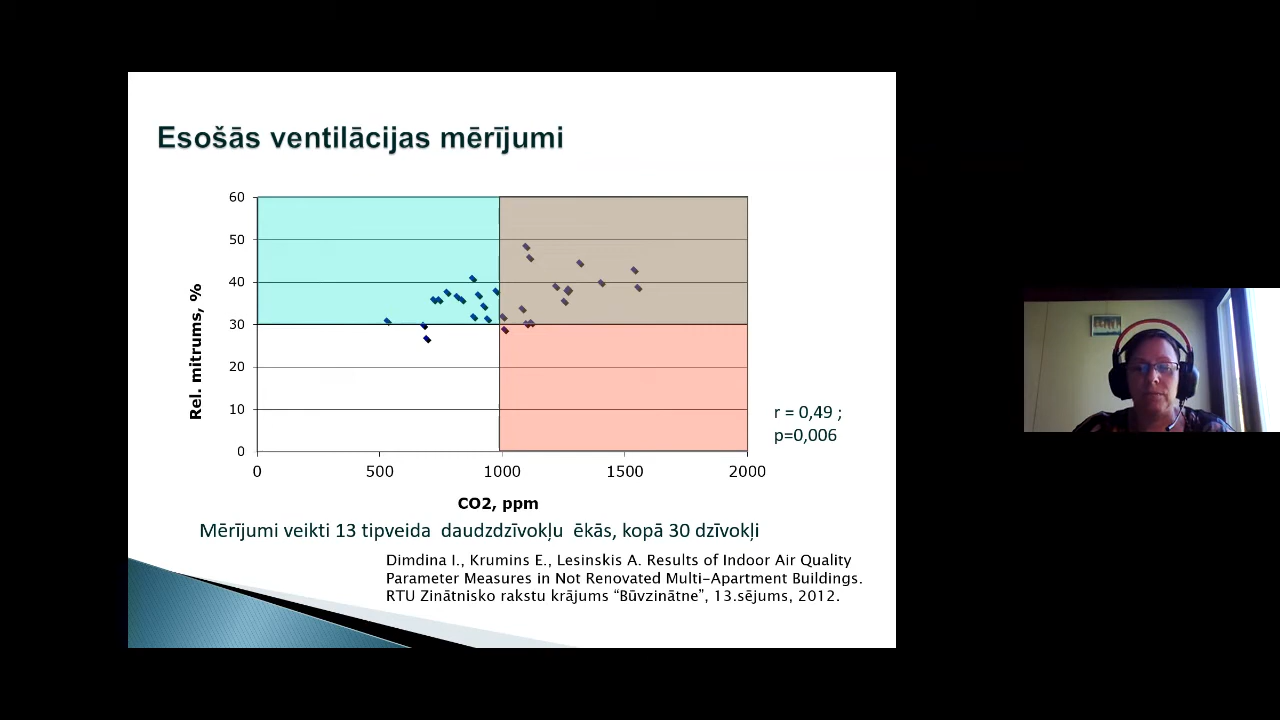 Esošās ventilācijas mērījumi
60
50
40
30
20
10
0
Rel. mitrums, %
0 500 1000 1500 2000
CO2, ppm
r = 0,49 ;
p=0,006
Mērījumi veikti 13 tipveida daudzdzīvokļu ēkās, kopā 30 dzīvokļi
Dimdina I., Krumins E., Lesinskis A. Results of Indoor Air Quality
Parameter Measures in Not Renovated Multi-Apartment Buildings.
RTU Zinātnisko rakstu krājums “Būvzinātne”, 13.sējums, 2012.